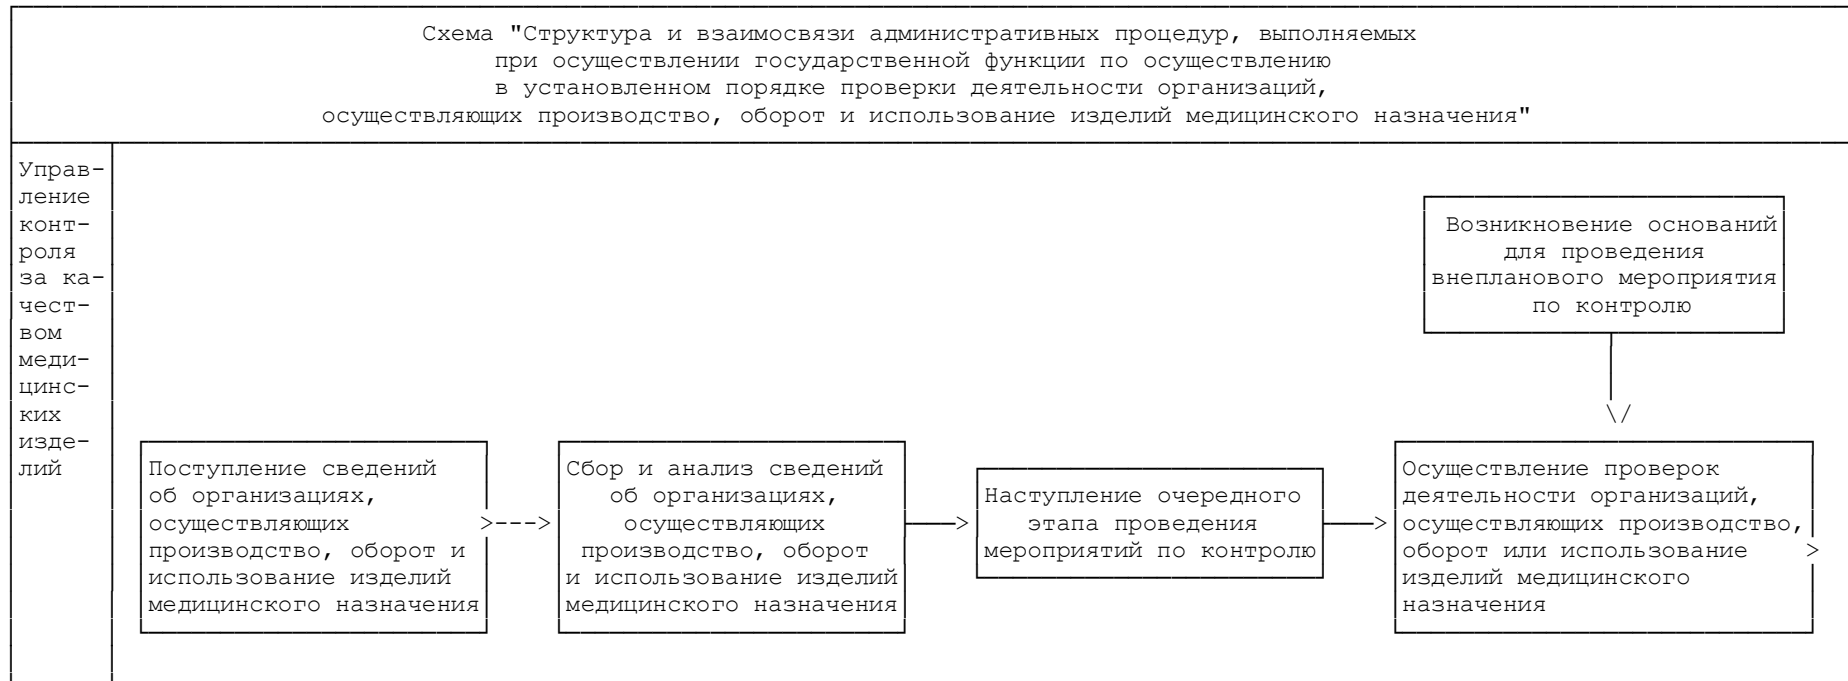 Схема "Структура и взаимосвязи административных процедур, выполняемых
при осуществлении государственной функции по осуществлению
в установленном порядке проверки деятельности организаций,
осуществляющих производство, оборот и использование изделий медицинского назначения"
Управ-
ление
конт-
роля
за ка-
чест-
вом
меди-
цинс-
ких
изде-
лий
Возникновение оснований
для проведения
внепланового мероприятия
по контролю
Поступление сведений
об организациях,
осуществляющих
производство, оборот и
использование изделий
медицинского назначения
Сбор и анализ сведений
об организациях,
осуществляющих
производство, оборот
и использование изделий
медицинского назначения
Наступление очередного
этапа проведения
мероприятий по контролю
Осуществление проверок
деятельности организаций,
осуществляющих производство,
оборот или использование
изделий медицинского
назначения